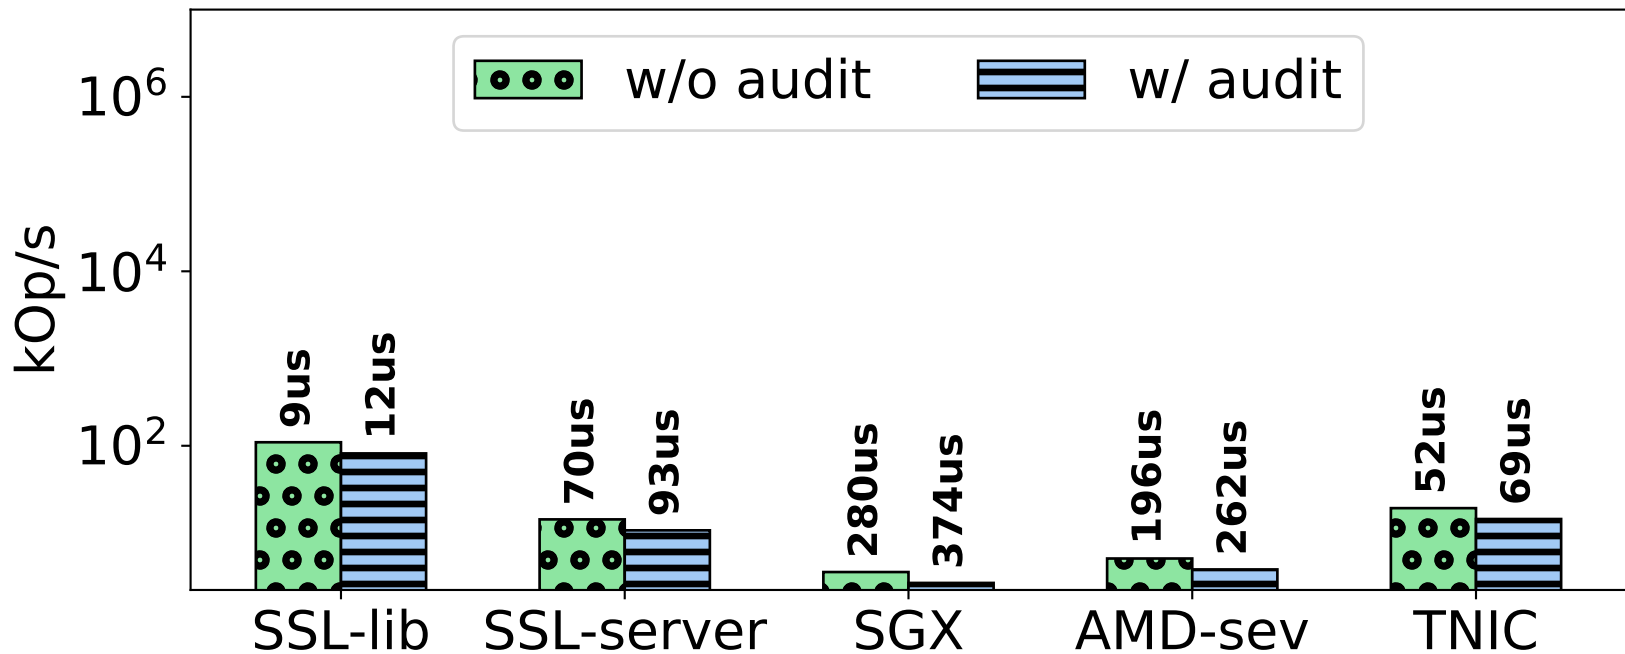 w/o audit w/ audit
10^6
10^4
10^2
kOp/s
9us
12us
70us
93us
280us
374us
196us
262us
52us
69us
SSL-lib SSL-server SGX AMD-sev TNIC